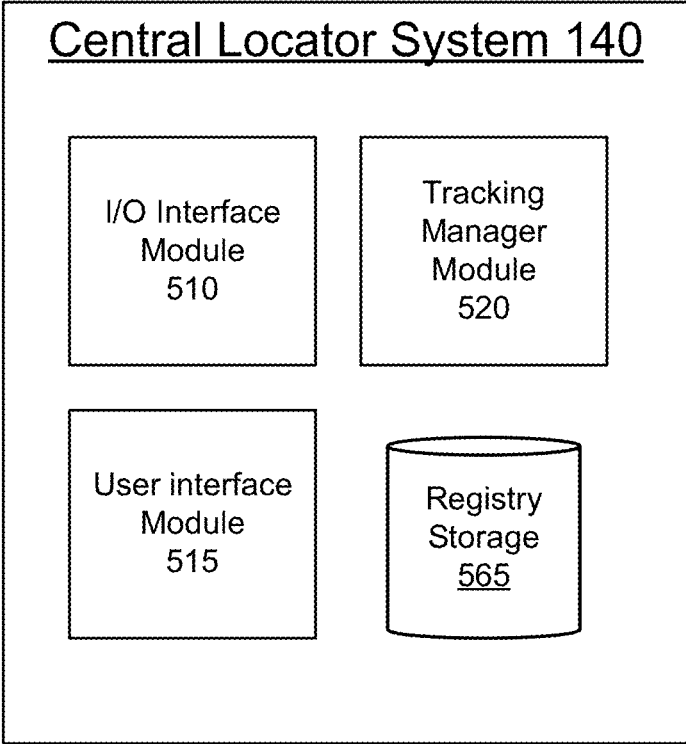 Central Locator System 140
I/O Interface
Module
510
Tracking
Manager
Module
520
User interface
Module
515
Registry
Storage
565